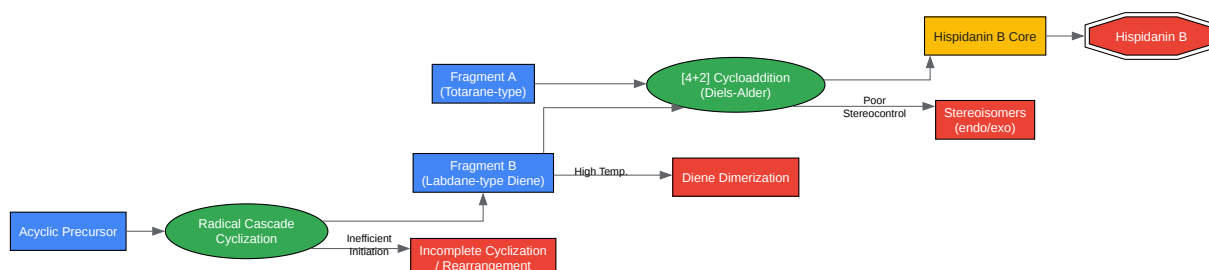 Hispidanin B Core
Hispidanin B
Fragment A
(Totarane-type)
[4+2] Cycloaddition
(Diels-Alder)
Poor
Stereocontrol
Stereoisomers
(endo/exo)
Fragment B
(Labdane-type Diene)
High Temp.
Diene Dimerization
Acyclic Precursor
Radical Cascade
Cyclization
Inefficient
Initiation
Incomplete Cyclization
/ Rearrangement